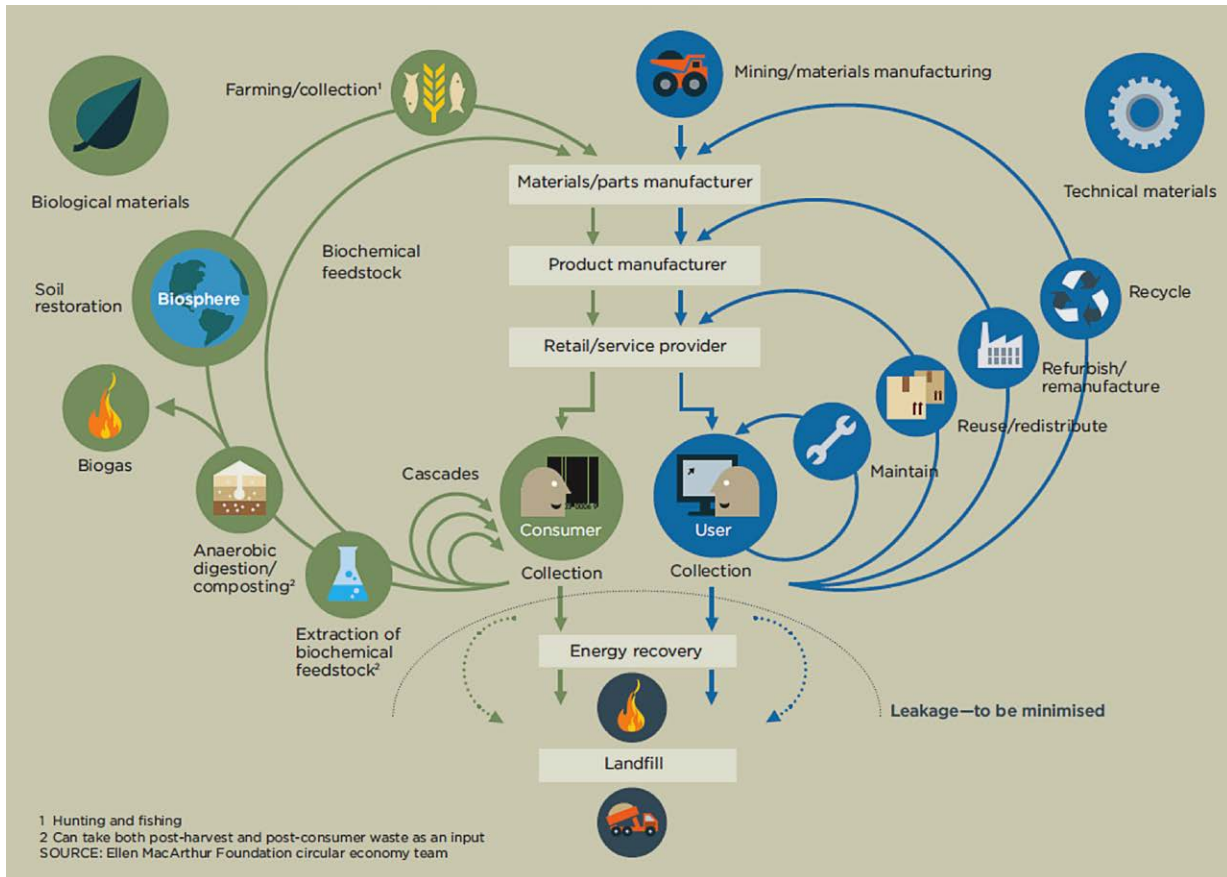 Farming/collection¹
Mining/materials manufacturing
Biological materials
Technical materials
Materials/parts manufacturer
Biochemical
feedstock
Product manufacturer
Soil
restoration
Biosphere
Recycle
Retail/service provider
Refurbish/
remanufacture
Reuse/redistribute
Biogas
Cascades
Maintain
Consumer
User
Anaerobic
digestion/
composting²
Collection
Collection
Extraction of
biochemical
feedstock²
Energy recovery
Leakage—to be minimised
Landfill
1 Hunting and fishing
2 Can take both post-harvest and post-consumer waste as an input
SOURCE: Ellen MacArthur Foundation circular economy team